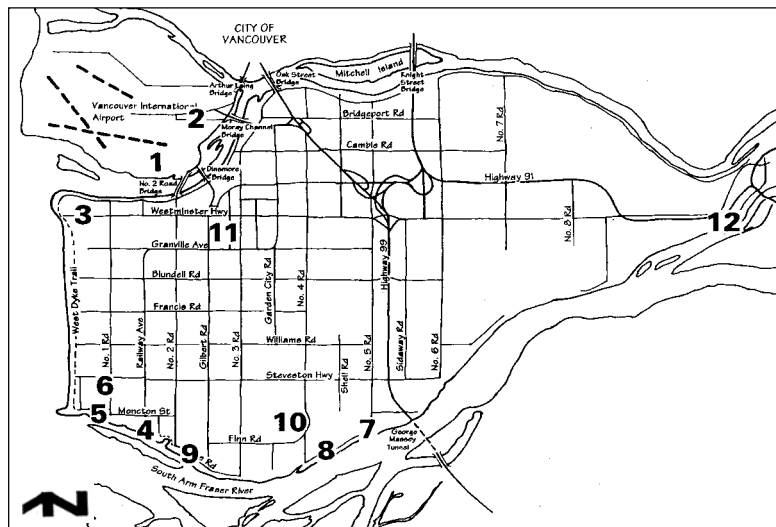 CITY OF
VANCOUVER
Arthur Laing
Bridge
Oak Street
Bridge
Mitchell Island
Knight
Street
Bridge
Vancouver International
Airport
2
Moray Channel
Bridge
Bridgeport Rd
No. 7 Rd
Cambie Rd
1
Dinsmore
Bridge
No. 2 Road
Bridge
Highway 91
3
Westminster Hwy
11
No. 8 Rd
12
Granville Ave
Highway 99
West Dyke Trail
Blundell Rd
Garden City Rd
No. 4 Rd
Francis Rd
No. 1 Rd
Railway Ave
No. 2 Rd
Gilbert Rd
No. 3 Rd
Williams Rd
Shell Rd
No. 5 Rd
Sidaway Rd
No. 6 Rd
Steveston Hwy
6
5
Moncton St
4
10
7
Finn Rd
George
Massey
Tunnel
9
Rd
8
South Arm Fraser River
N